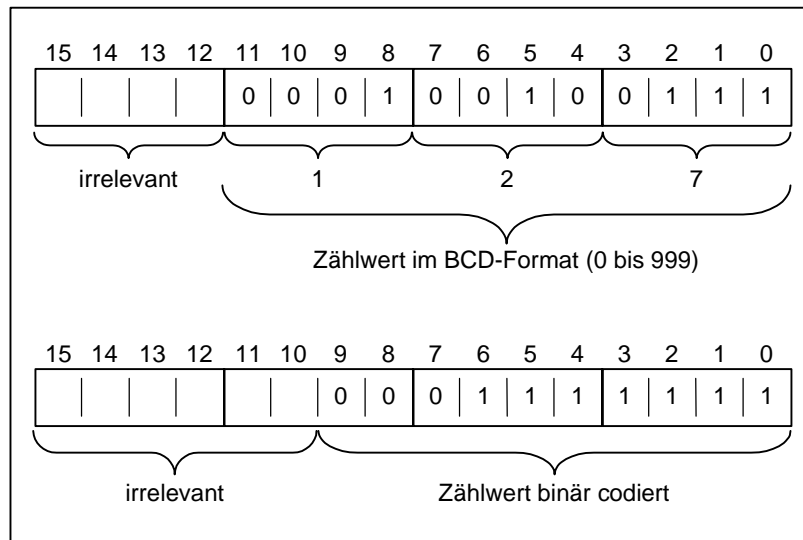 15 14 13 12 11 10 9 8 7 6 5 4 3 2 1 0
0 0 0 1 0 0 1 0 0 1 1 1
irrelevant 1 2 7
Zählwert im BCD-Format (0 bis 999)
15 14 13 12 11 10 9 8 7 6 5 4 3 2 1 0
0 0 0 1 1 1 1 1 1 1
irrelevant Zählwert binär codiert